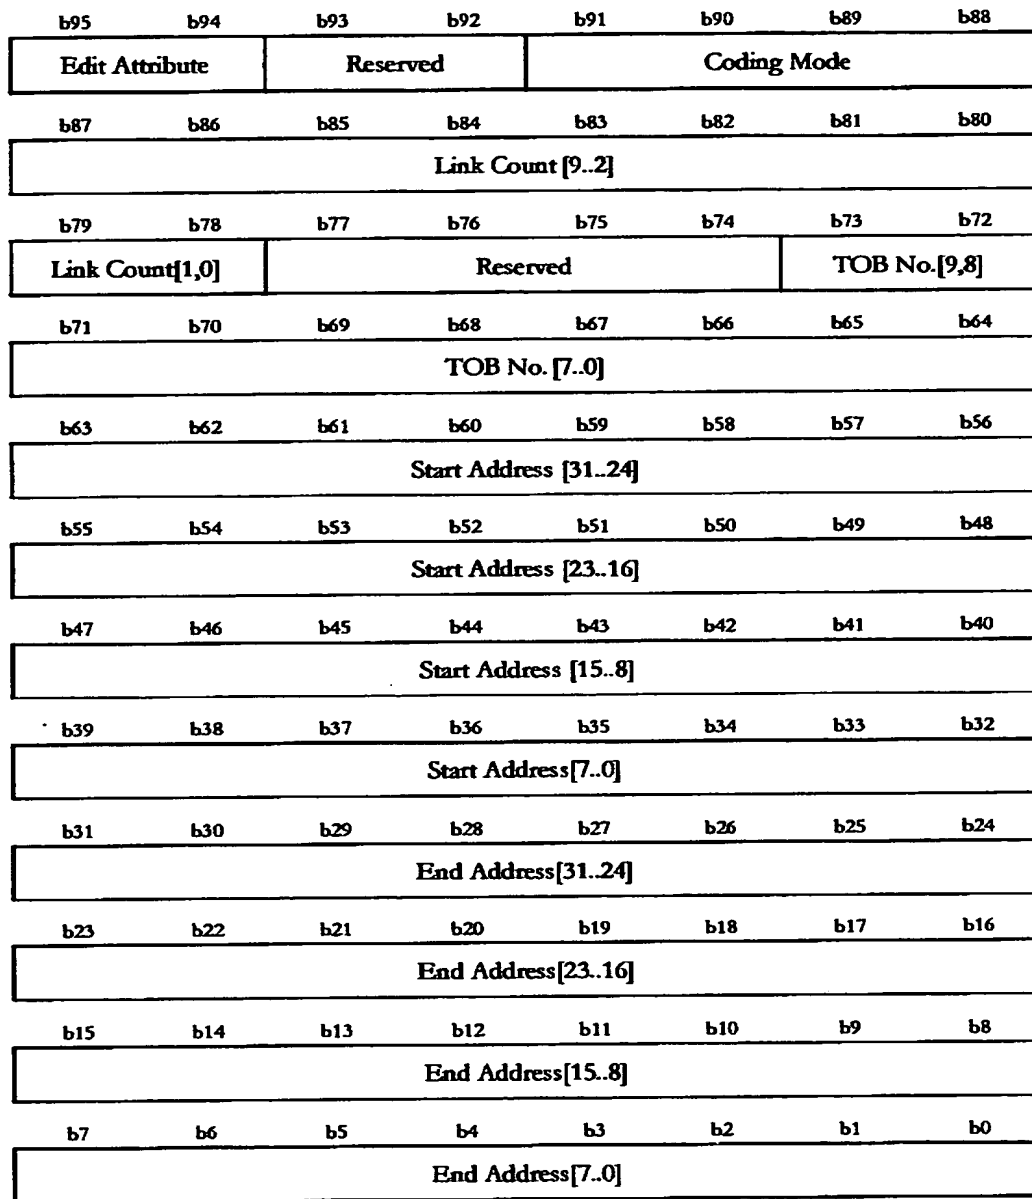 b95 b94 b93 b92 b91 b90 b89 b88
Edit Attribute Reserved Coding Mode
b87 b86 b85 b84 b83 b82 b81 b80
Link Count [9..2]
b79 b78 b77 b76 b75 b74 b73 b72
Link Count[1,0] Reserved TOB No.[9,8]
b71 b70 b69 b68 b67 b66 b65 b64
TOB No. [7..0]
b63 b62 b61 b60 b59 b58 b57 b56
Start Address [31..24]
b55 b54 b53 b52 b51 b50 b49 b48
Start Address [23..16]
b47 b46 b45 b44 b43 b42 b41 b40
Start Address [15..8]
b39 b38 b37 b36 b35 b34 b33 b32
Start Address[7..0]
b31 b30 b29 b28 b27 b26 b25 b24
End Address[31..24]
b23 b22 b21 b20 b19 b18 b17 b16
End Address[23..16]
b15 b14 b13 b12 b11 b10 b9 b8
End Address[15..8]
b7 b6 b5 b4 b3 b2 b1 b0
End Address[7..0]